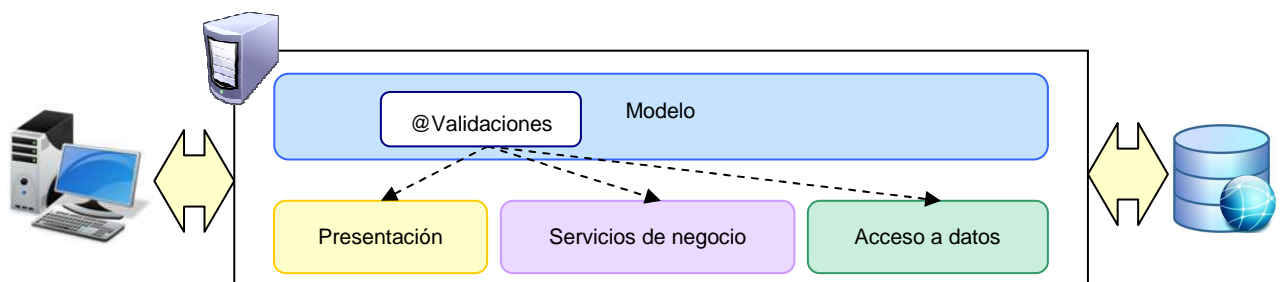 Modelo
@Validaciones
Presentación
Servicios de negocio
Acceso a datos